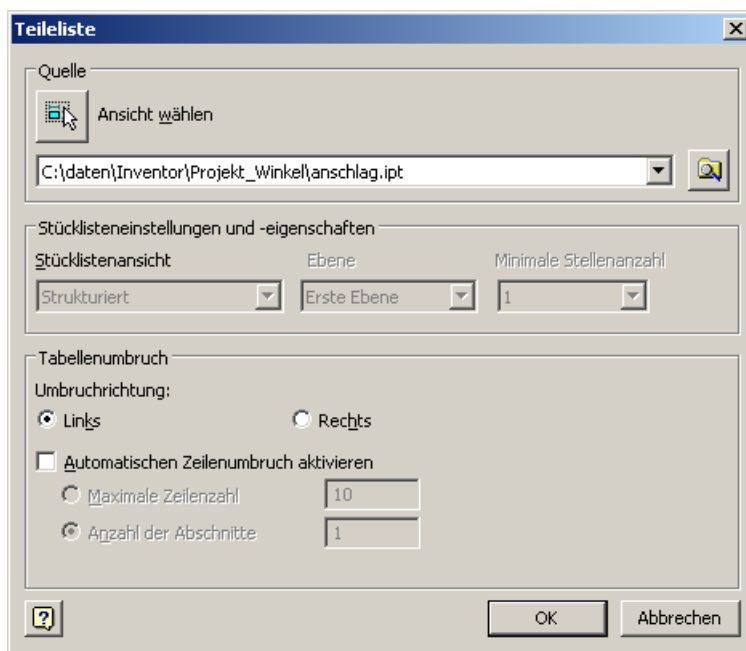 Teileliste
Quelle
Ansicht wählen
C:\daten\Inventor\Projekt_Winkel\anschlag.ipt
Stücklisteneinstellungen und -eigenschaften
Stücklistenansicht Ebene Minimale Stellenanzahl
Strukturiert Erste Ebene 1
Tabellenumbruch
Umbruchrichtung:
Links Rechts
Automatischen Zeilenumbruch aktivieren
Maximale Zeilenzahl 10
Anzahl der Abschnitte 1
OK Abbrechen